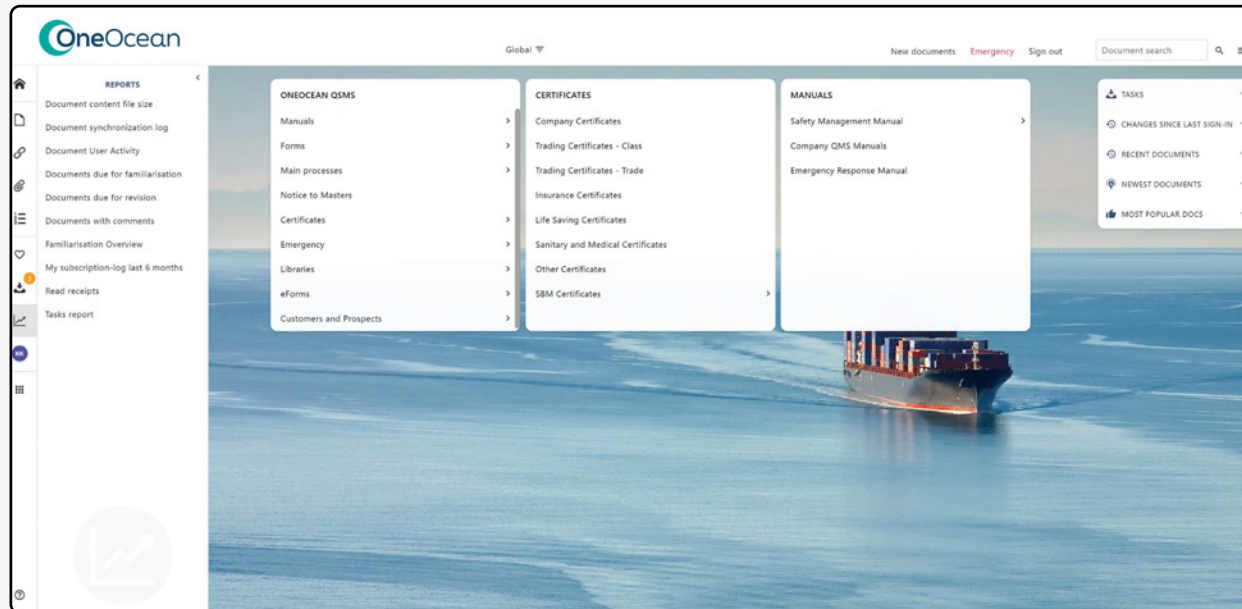 OneOcean
Global
New documents
Emergency
Sign out
Document search
REPORTS
Document content file size
Document synchronization log
Document User Activity
Documents due for familiarisation
Documents due for revision
Documents with comments
Familiarisation Overview
My subscription-log last 6 months
Read receipts
Tasks report
KK
ONEOCEAN QSMS
Manuals
Forms
Main processes
Notice to Masters
Certificates
Emergency
Libraries
eForms
Customers and Prospects
CERTIFICATES
Company Certificates
Trading Certificates - Class
Trading Certificates - Trade
Insurance Certificates
Life Saving Certificates
Sanitary and Medical Certificates
Other Certificates
SBM Certificates
MANUALS
Safety Management Manual
Company QMS Manuals
Emergency Response Manual
TASKS
CHANGES SINCE LAST SIGN-IN
RECENT DOCUMENTS
NEWEST DOCUMENTS
MOST POPULAR DOCS